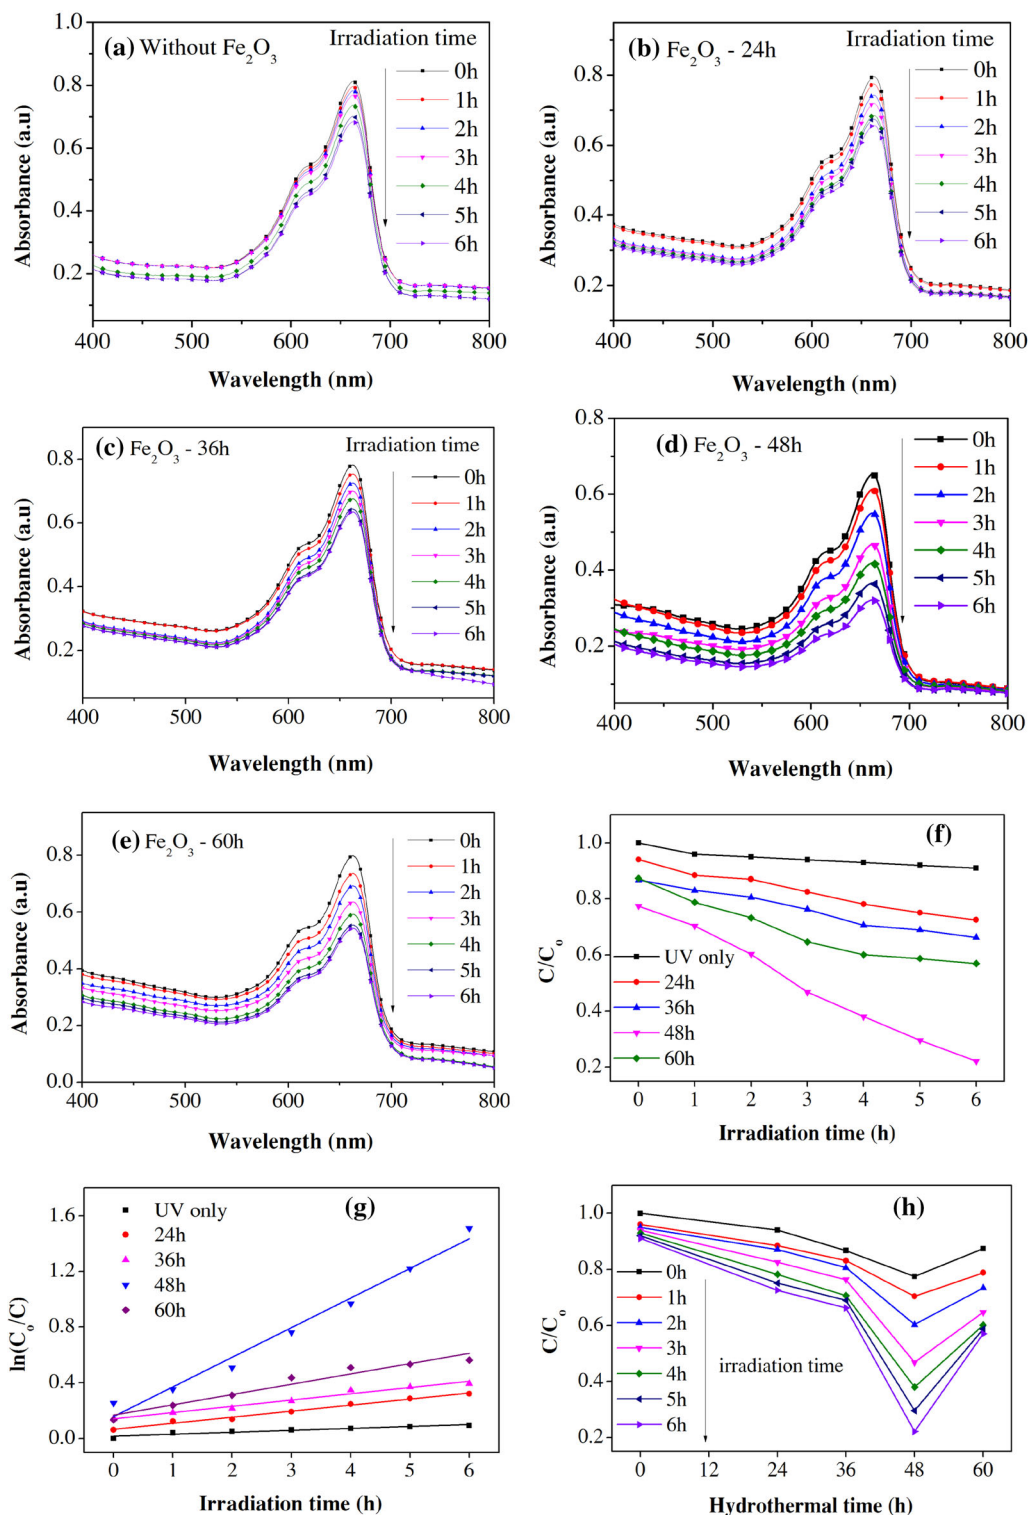 (a) Without Fe₂O₃
Irradiation time
0h
1h
2h
3h
4h
5h
6h
1.0
0.8
0.6
0.4
0.2
Absorbance (a.u)
400 500 600 700 800
Wavelength (nm)
(b) Fe₂O₃ - 24h
Irradiation time
0h
1h
2h
3h
4h
5h
6h
0.8
0.6
0.4
0.2
Absorbance (a.u)
400 500 600 700 800
Wavelength (nm)
(c) Fe₂O₃ - 36h
Irradiation time
0h
1h
2h
3h
4h
5h
6h
0.8
0.6
0.4
0.2
Absorbance (a.u)
400 500 600 700 800
Wavelength (nm)
(d) Fe₂O₃ - 48h
0h
1h
2h
3h
4h
5h
6h
0.8
0.6
0.4
0.2
Absorbance (a.u)
400 500 600 700 800
Wavelength (nm)
(e) Fe₂O₃ - 60h
0h
1h
2h
3h
4h
5h
6h
0.8
0.6
0.4
0.2
0.0
Absorbance (a.u)
400 500 600 700 800
Wavelength (nm)
(f)
UV only
24h
36h
48h
60h
1.0
0.8
0.6
0.4
0.2
C/Cₒ
0 1 2 3 4 5 6
Irradiation time (h)
(g)
UV only
24h
36h
48h
60h
1.6
1.2
0.8
0.4
0.0
ln(Cₒ/C)
0 1 2 3 4 5 6
Irradiation time (h)
(h)
0h
1h
2h
3h
4h
5h
6h
irradiation time
1.0
0.8
0.6
0.4
0.2
C/Cₒ
0 12 24 36 48 60
Hydrothermal time (h)